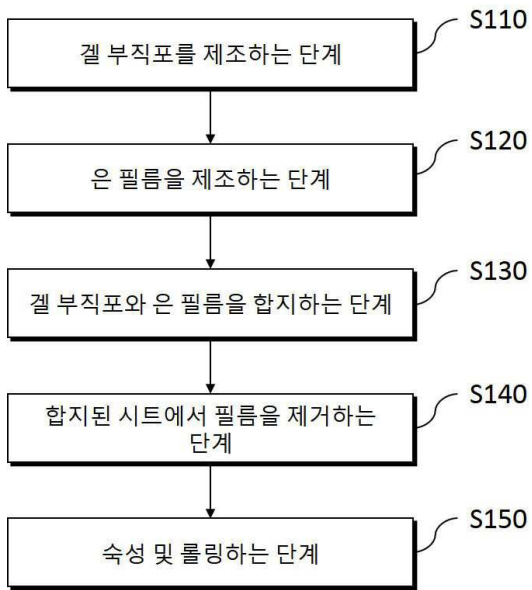 S110
겔 부직포를 제조하는 단계
S120
은 필름을 제조하는 단계
S130
겔 부직포와 은 필름을 합지하는 단계
S140
합지된 시트에서 필름을 제거하는
단계
S150
숙성 및 롤링하는 단계